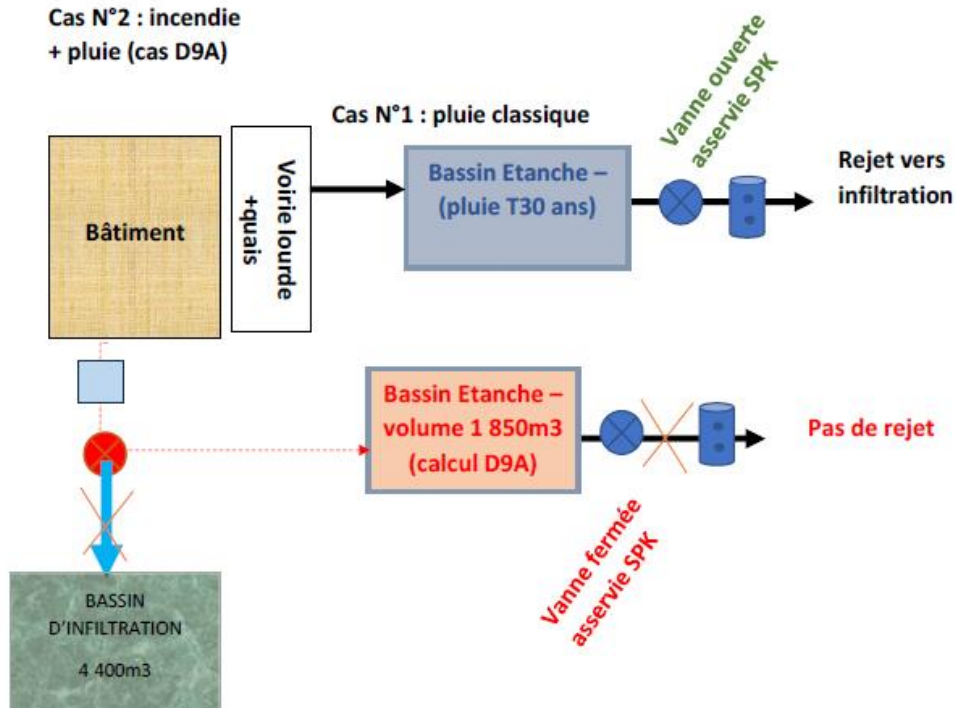 Cas N°2 : incendie
+ pluie (cas D9A)
Cas N°1 : pluie classique
Vanne ouverte
asservie SPK
Bâtiment
Voirie lourde
+quais
Bassin Etanche –
(pluie T30 ans)
Rejet vers
infiltration
Bassin Etanche –
volume 1 850m3
(calcul D9A)
Pas de rejet
Vanne fermée
asservie SPK
BASSIN
D'INFILTRATION
4 400m3